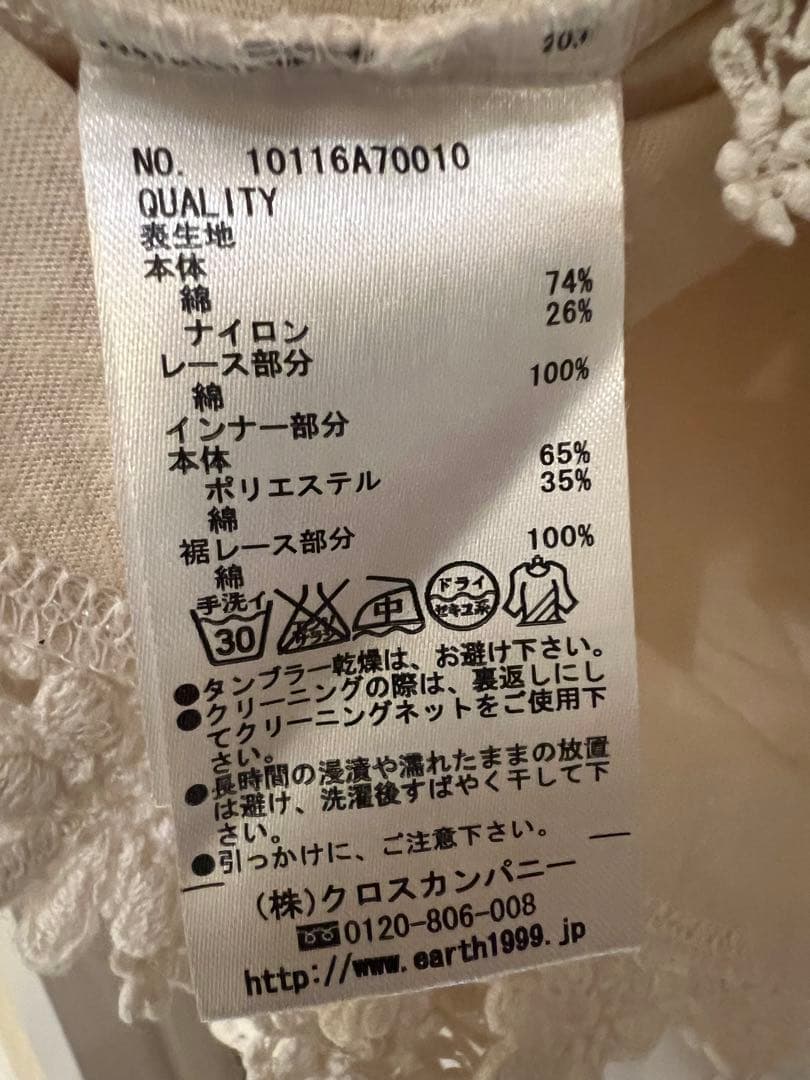 NO. 10116A70010
QUALITY
表生地
本体
綿 74%
ナイロン 26%
レース部分
綿 100%
インナー部分
本体
ポリエステル 65%
綿 35%
裾レース部分
綿 100%
手洗イ
30
中
ドライ
セキユ系
●タンブラー乾燥は、お避け下さい。
●クリーニングの際は、裏返しにし
てクリーニングネットをご使用下
さい。
●長時間の浸漬や濡れたままの放置
は避け、洗濯後すばやく干して下
さい。
●引っかけに、ご注意下さい。
(株)クロスカンパニー
0120-806-008
http://www.earth1999.jp